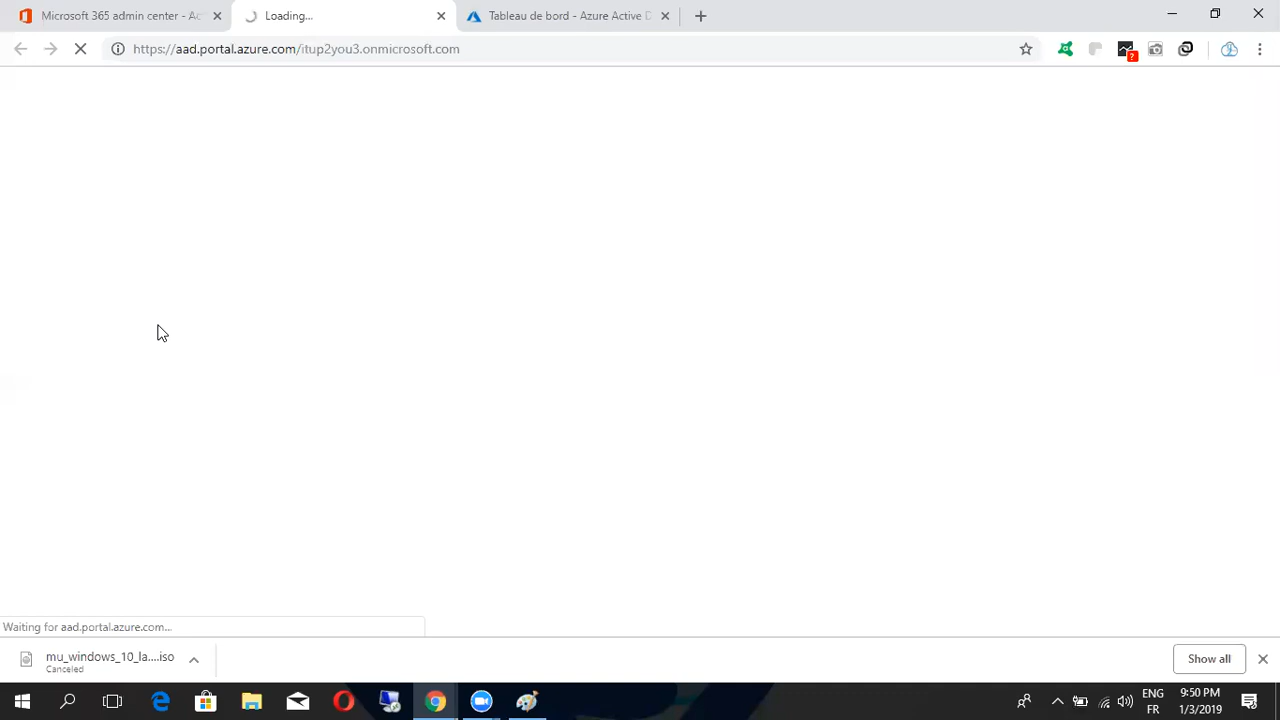 Microsoft 365 admin center - Ac
Loading...
Tableau de bord - Azure Active D
https://aad.portal.azure.com/itup2you3.onmicrosoft.com
?
Waiting for aad.portal.azure.com...
mu_windows_10_la....iso
Canceled
Show all
ENG
FR
9:50 PM
1/3/2019